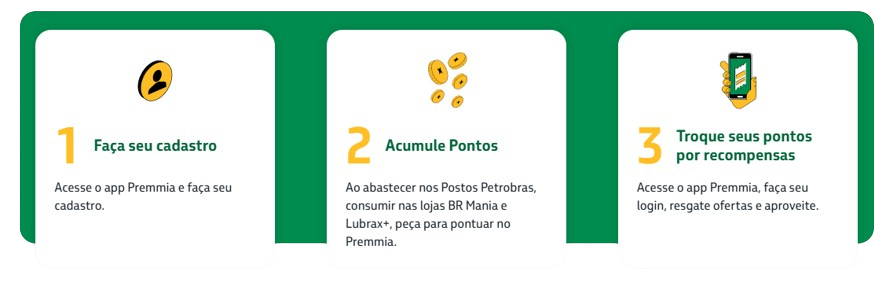 1 Faça seu cadastro
Acesse o app Premmia e faça seu
cadastro.
2 Acumule Pontos
Ao abastecer nos Postos Petrobras,
consumir nas lojas BR Mania e
Lubrax+, peça para pontuar no
Premmia.
3 Troque seus pontos
por recompensas
Acesse o app Premmia, faça seu
login, resgate ofertas e aproveite.